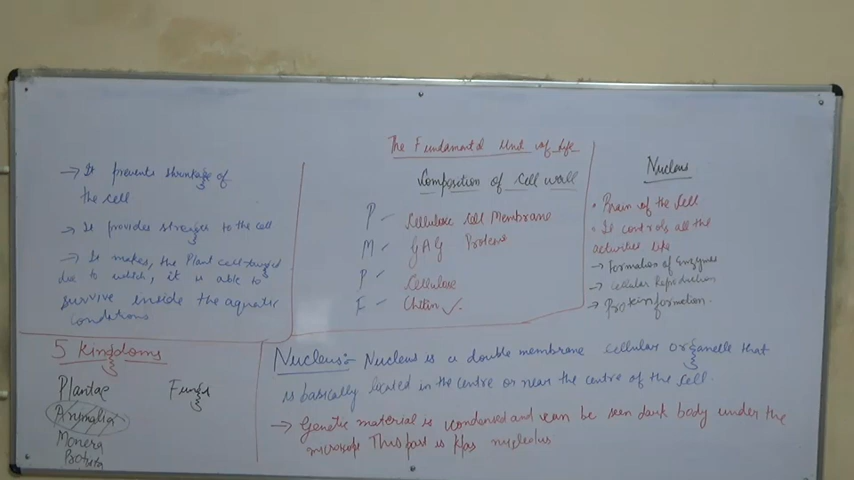 The Fundamental Unit of Life
→ It prevents shrinkage of
the cell
→ It provides strength to the cell
→ It makes, the Plant cell turgid
due to which, it is able to
survive inside the aquatic
conditions
Composition of cell wall
P - Cellulose Cell Membrane
M - GAG Proteins
P - Cellulose
F - Chitin ✓.
Nucleus
• Brain of the Cell
• It controls all the
activities like
→ Formation of Enzymes
→ Cellular Reproduction
→ Protein formation.
5 Kingdoms
Plantae Fungi
Animalia
Monera
Nucleus:- Nucleus is a double membrane cellular organelle that
is basically located in the centre or near the centre of the cell.
→ Genetic material is condensed and can be seen dark body under the
This part is nucleolus